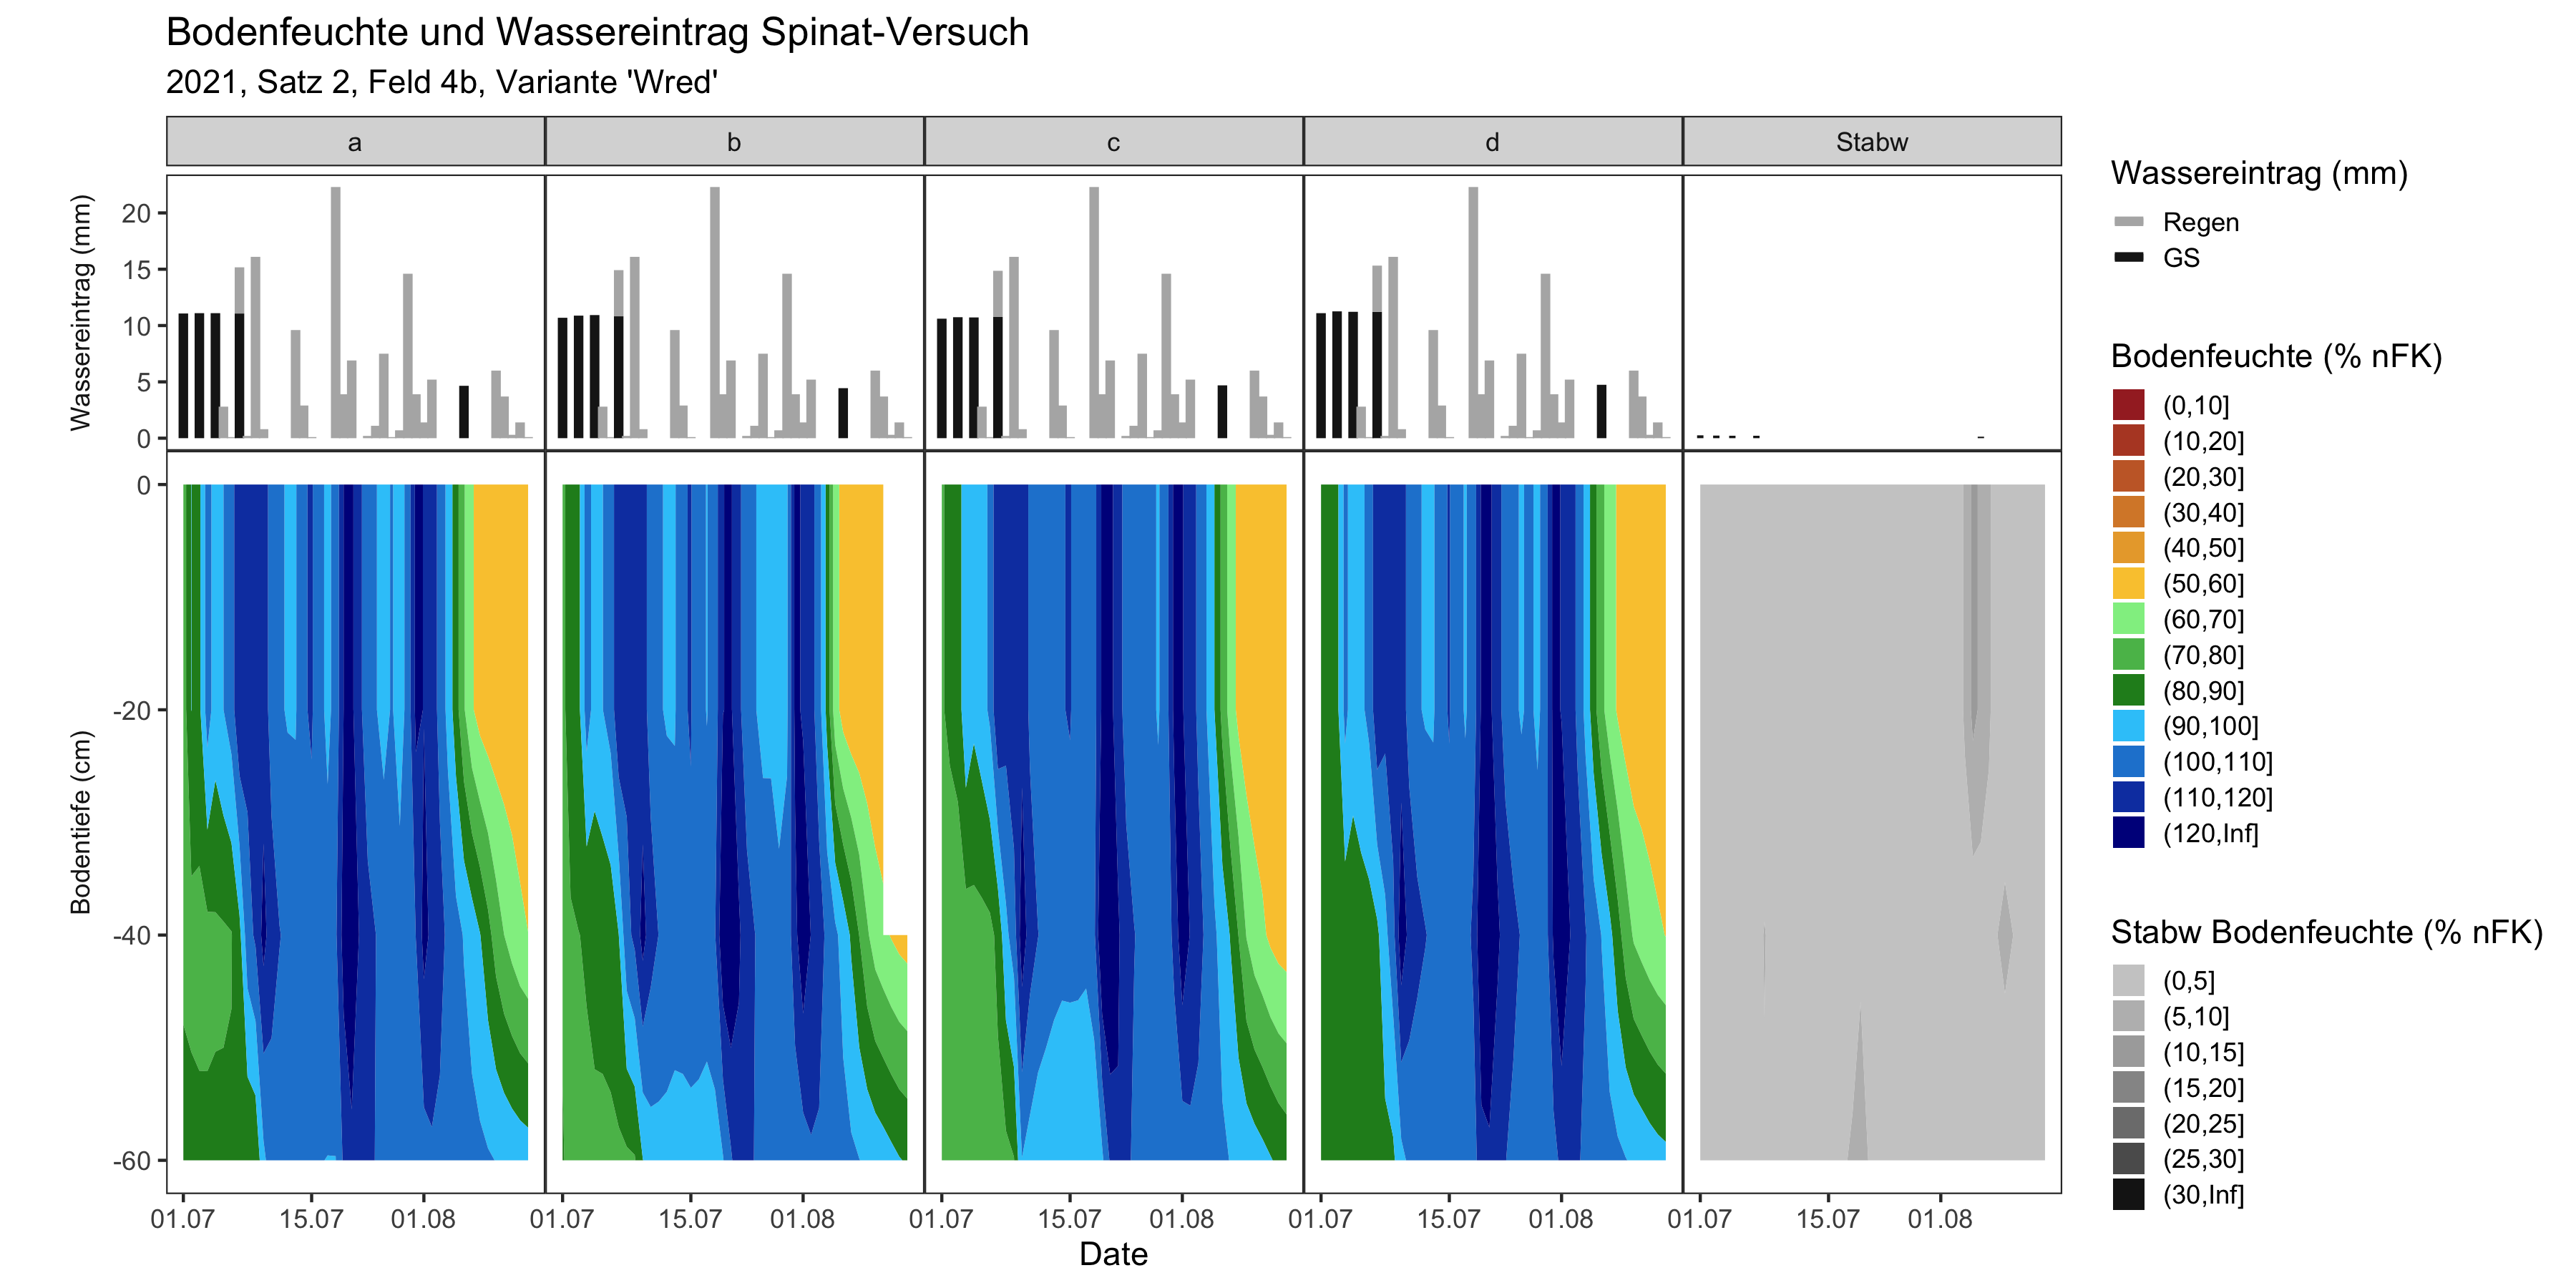 Bodenfeuchte und Wassereintrag Spinat-Versuch
2021, Satz 2, Feld 4b, Variante 'Wred'
a b c d Stabw
Wassereintrag (mm)
20
15
10
5
0
Bodentiefe (cm)
0
-20
-40
-60
01.07 15.07 01.08 01.07 15.07 01.08 01.07 15.07 01.08 01.07 15.07 01.08 01.07 15.07 01.08
Date
Wassereintrag (mm)
Regen
GS
Bodenfeuchte (% nFK)
(0,10]
(10,20]
(20,30]
(30,40]
(40,50]
(50,60]
(60,70]
(70,80]
(80,90]
(90,100]
(100,110]
(110,120]
(120,Inf]
Stabw Bodenfeuchte (% nFK)
(0,5]
(5,10]
(10,15]
(15,20]
(20,25]
(25,30]
(30,Inf]